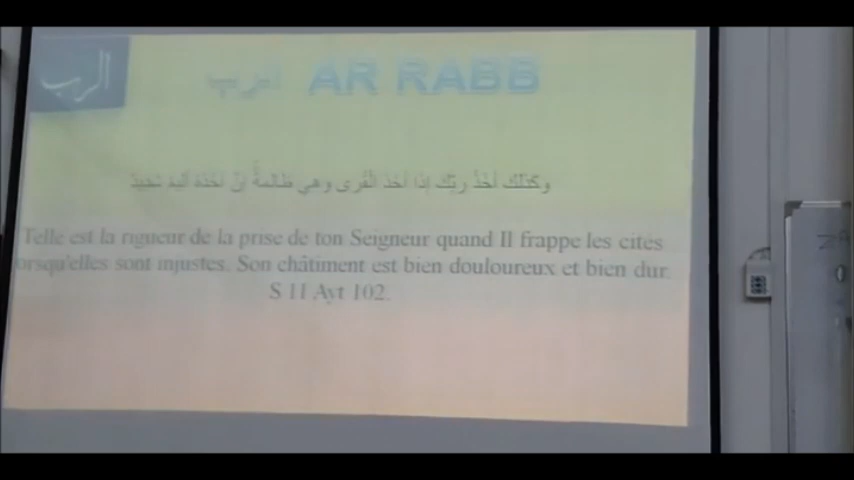 الرب
الرب AR RABB
وكذلك أخذ ربك إذا أخذ القرى وهي ظالمة إن أخذه أليم شديد
Telle est la rigueur de la prise de ton Seigneur quand Il frappe les cités
lorsqu'elles sont injustes. Son châtiment est bien douloureux et bien dur.
S 11 Ayt 102.